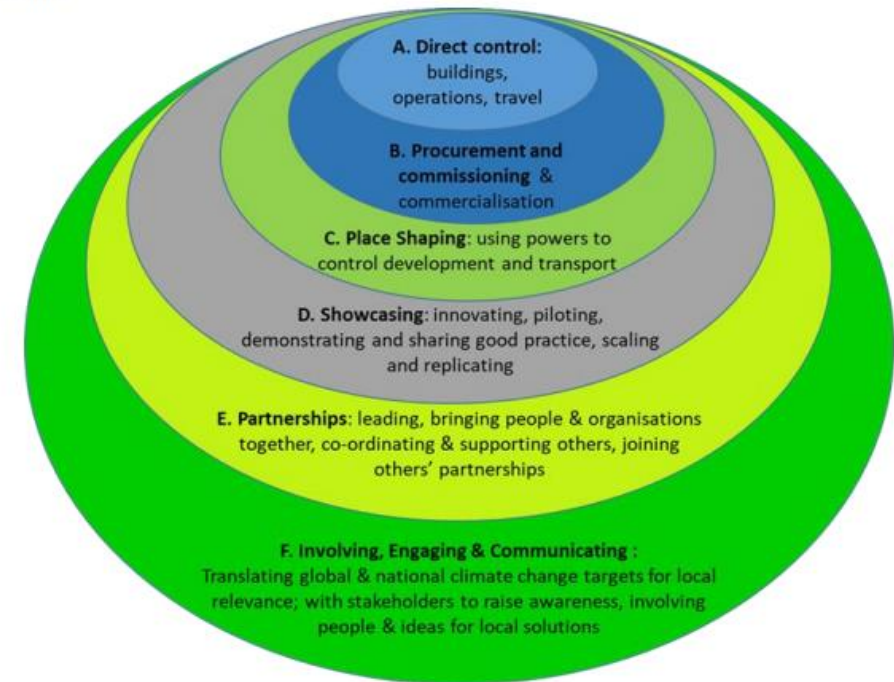 A. Direct control:
buildings,
operations, travel
B. Procurement and
commissioning &
commercialisation
C. Place Shaping: using powers to
control development and transport
D. Showcasing: innovating, piloting,
demonstrating and sharing good practice, scaling
and replicating
E. Partnerships: leading, bringing people & organisations
together, co-ordinating & supporting others, joining
others’ partnerships
F. Involving, Engaging & Communicating :
Translating global & national climate change targets for local
relevance; with stakeholders to raise awareness, involving
people & ideas for local solutions